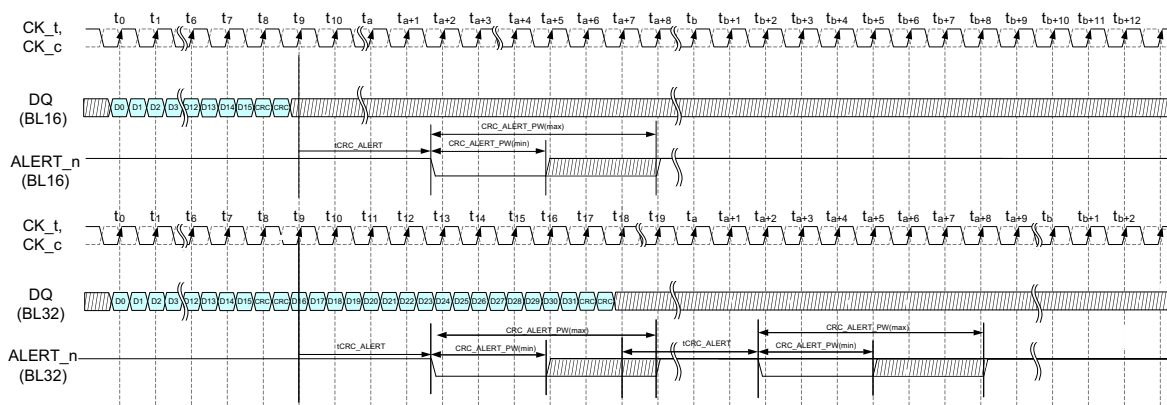 t0 t1 t6 t7 t8 t9 t10 ta ta+1 ta+2 ta+3 ta+4 ta+5 ta+6 ta+7 ta+8 tb tb+1 tb+2 tb+3 tb+4 tb+5 tb+6 tb+7 tb+8 tb+9 tb+10 tb+11 tb+12
CK_t,
CK_c
DQ
(BL16)
D0 D1 D2 D3 D12 D13 D14 D15 CRC CRC
CRC_ALERT_PW(max)
tCRC_ALERT
CRC_ALERT_PW(min)
ALERT_n
(BL16)
t0 t1 t6 t7 t8 t9 t10 t11 t12 t13 t14 t15 t16 t17 t18 t19 ta ta+1 ta+2 ta+3 ta+4 ta+5 ta+6 ta+7 ta+8 ta+9 tb tb+1 tb+2
CK_t,
CK_c
DQ
(BL32)
D0 D1 D2 D3 D12 D13 D14 D15 CRC CRC D16 D17 D18 D19 D20 D21 D22 D23 D24 D25 D26 D27 D28 D29 D30 D31 CRC CRC
CRC_ALERT_PW(max) CRC_ALERT_PW(max)
tCRC_ALERT CRC_ALERT_PW(min) tCRC_ALERT CRC_ALERT_PW(min)
ALERT_n
(BL32)